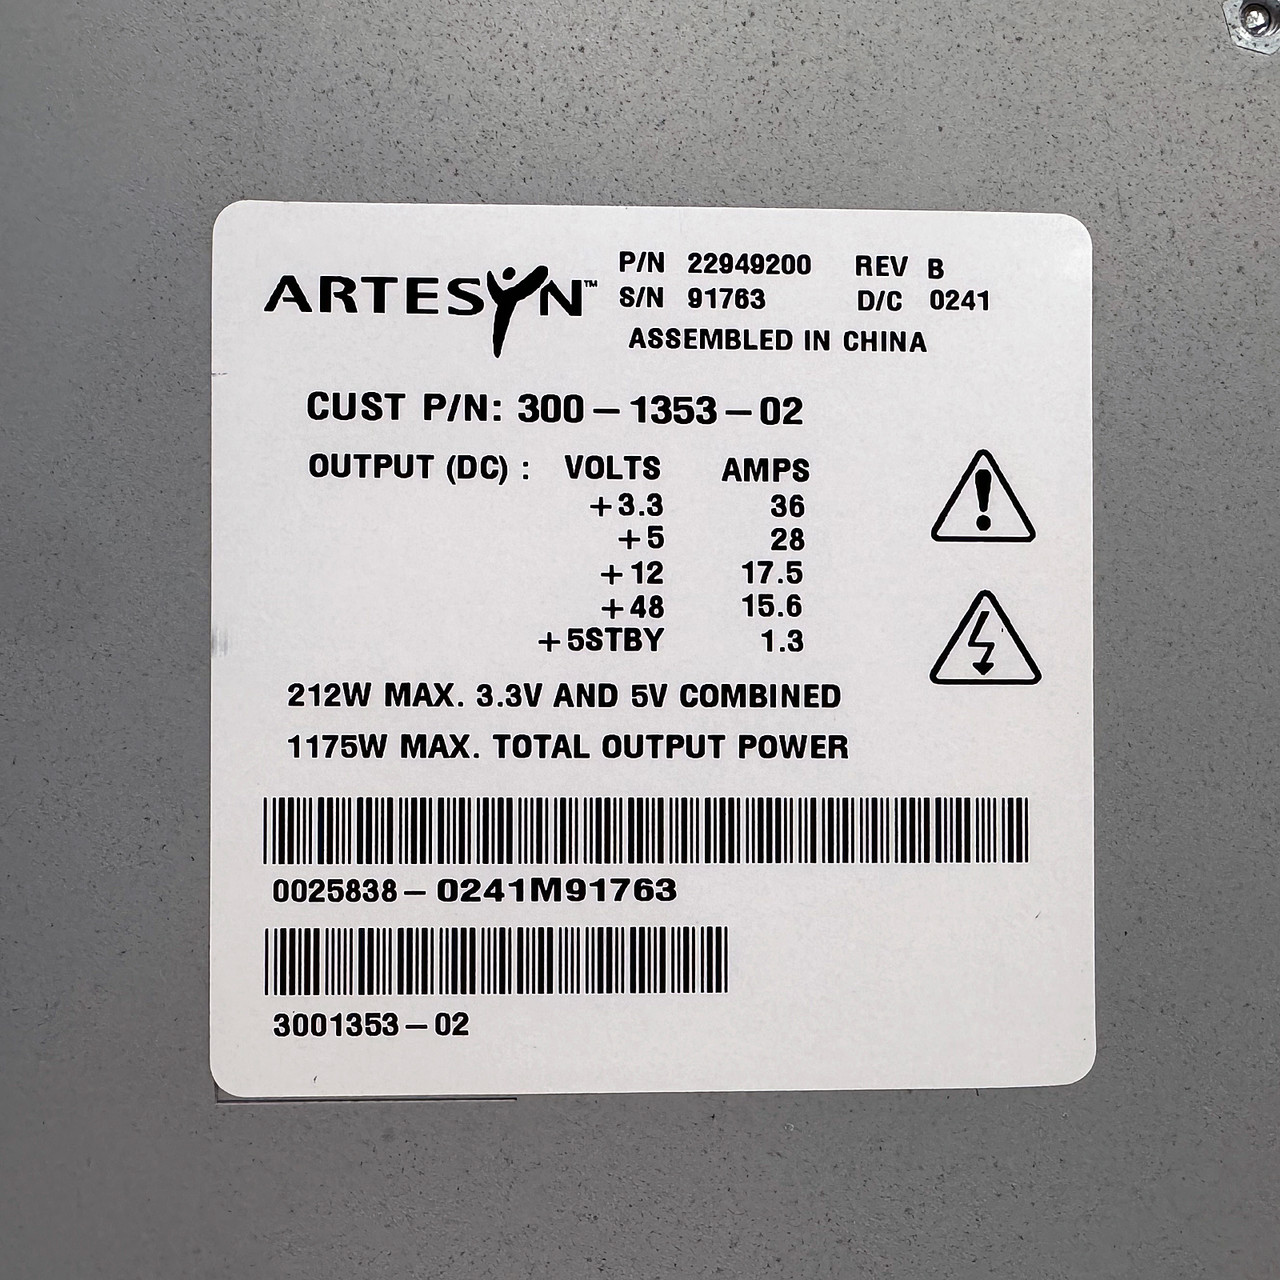 ARTESYN™ P/N 22949200 REV B
S/N 91763 D/C 0241
ASSEMBLED IN CHINA
CUST P/N: 300-1353-02
OUTPUT (DC) : VOLTS AMPS
+3.3 36
+5 28
+12 17.5
+48 15.6
+5STBY 1.3
212W MAX. 3.3V AND 5V COMBINED
1175W MAX. TOTAL OUTPUT POWER
0025838-0241M91763
3001353-02